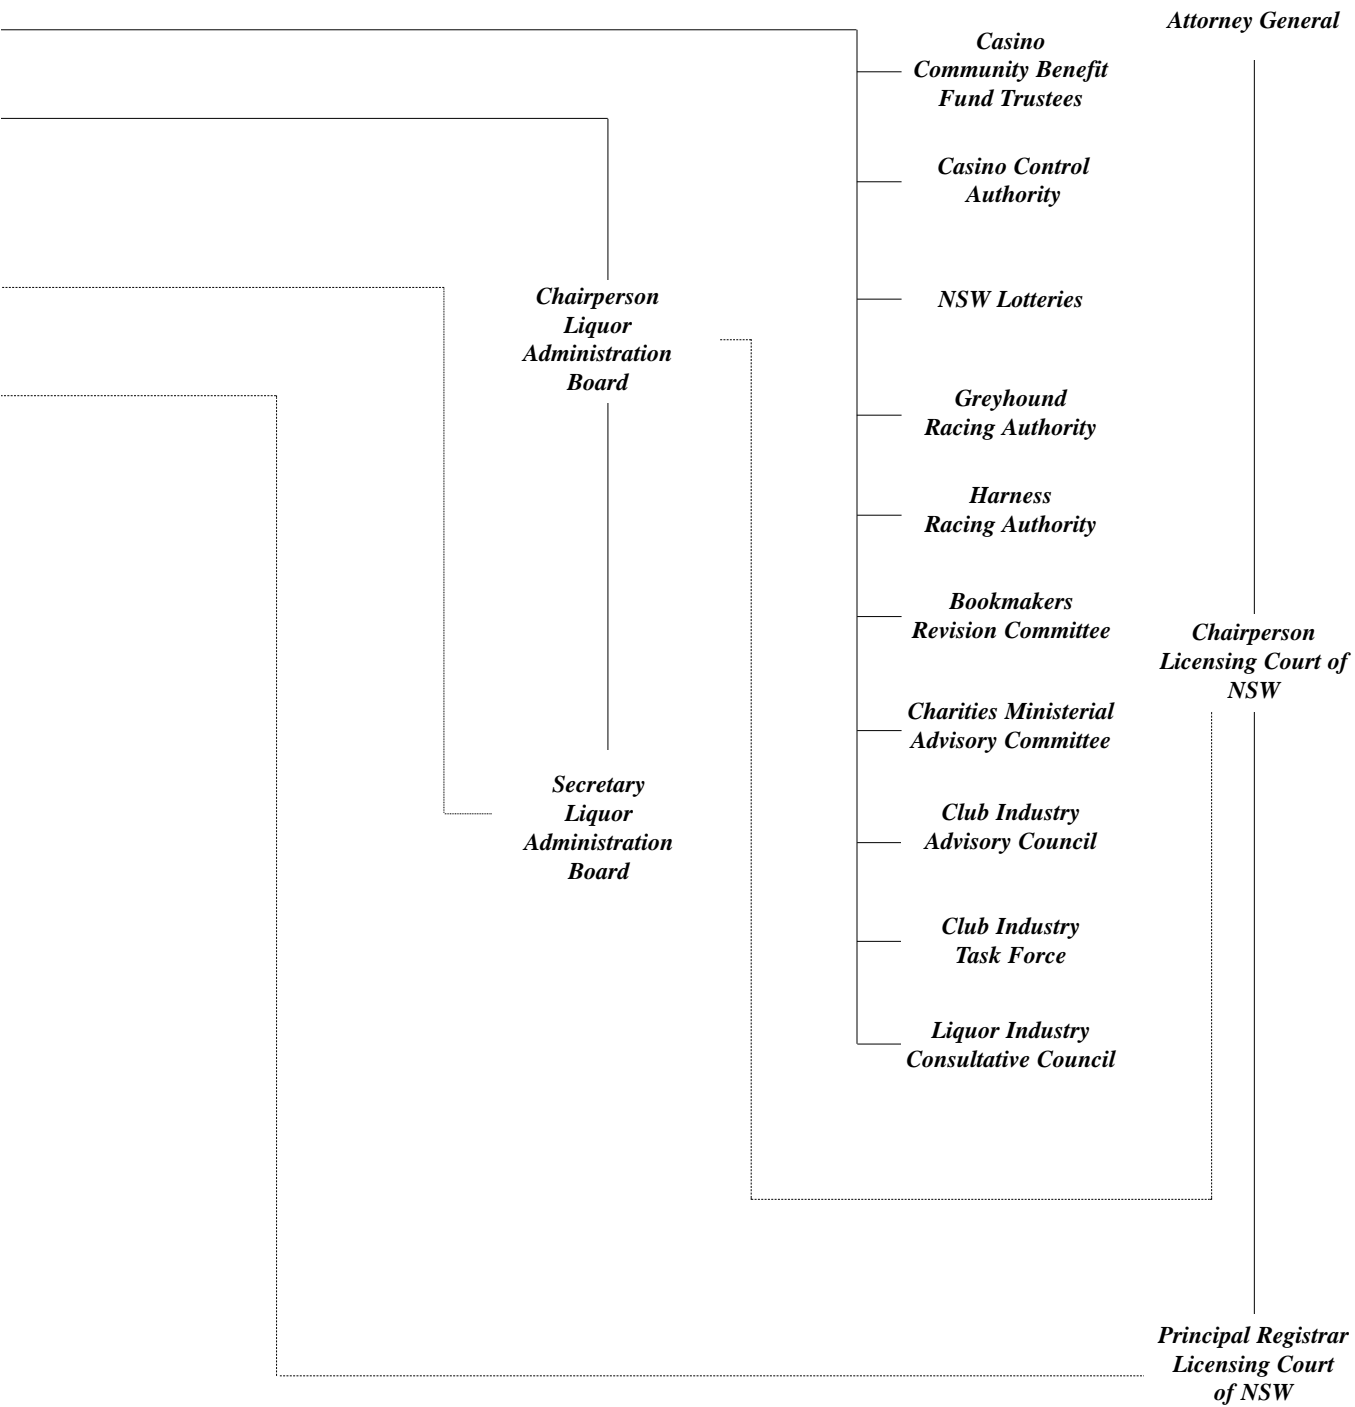 Attorney General
Casino
Community Benefit
Fund Trustees
Casino Control
Authority
NSW Lotteries
Chairperson
Liquor
Administration
Board
Greyhound
Racing Authority
Harness
Racing Authority
Bookmakers
Revision Committee
Chairperson
Licensing Court of
NSW
Charities Ministerial
Advisory Committee
Secretary
Liquor
Administration
Board
Club Industry
Advisory Council
Club Industry
Task Force
Liquor Industry
Consultative Council
Principal Registrar
Licensing Court
of NSW